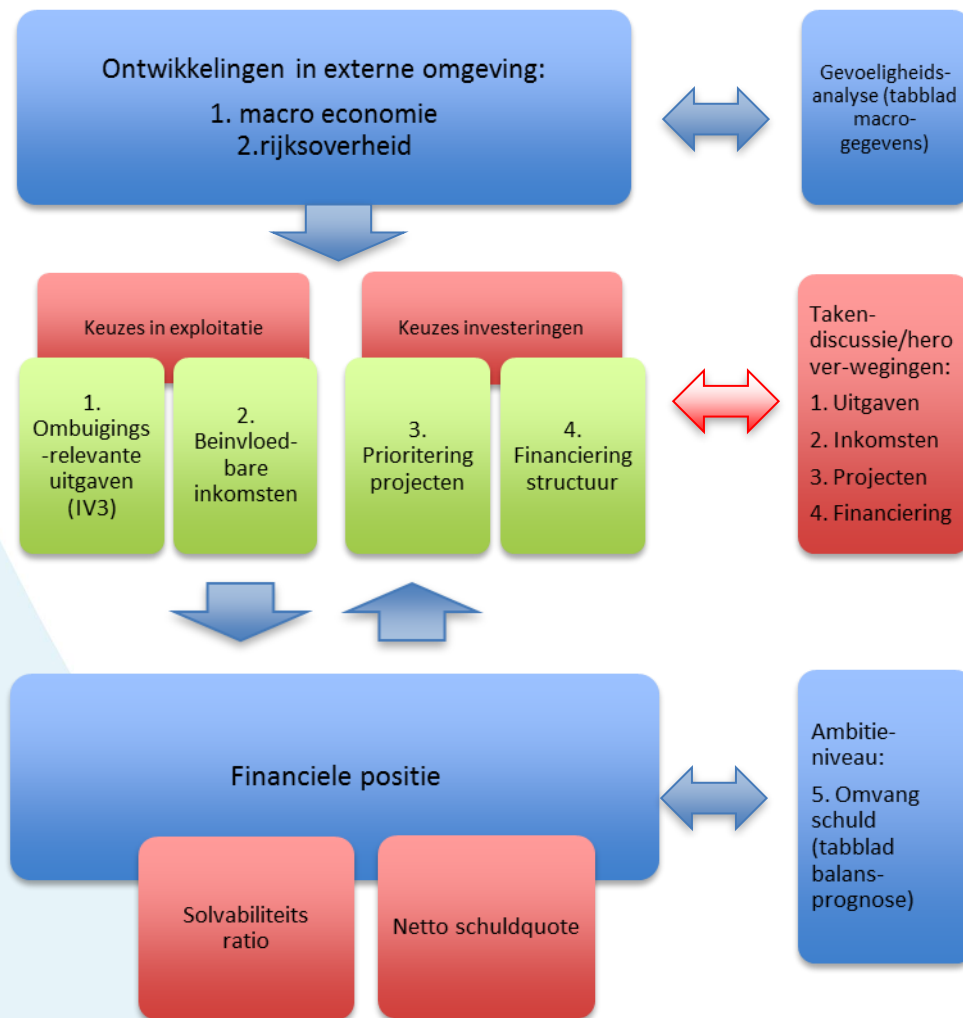 Ontwikkelingen in externe omgeving:
1. macro economie
2.rijksoverheid
Gevoeligheids-
analyse (tabblad
macro-
gegevens)
Keuzes in exploitatie
Keuzes investeringen
1.
Ombuigings
-relevante
uitgaven
(IV3)
2.
Beinvloed-
bare
inkomsten
3.
Prioritering
projecten
4.
Financiering
structuur
Taken-
discussie/hero
ver-wegingen:
1. Uitgaven
2. Inkomsten
3. Projecten
4. Financiering
Financiele positie
Solvabiliteits
ratio
Netto schuldquote
Ambitie-
niveau:
5. Omvang
schuld
(tabblad
balans-
prognose)